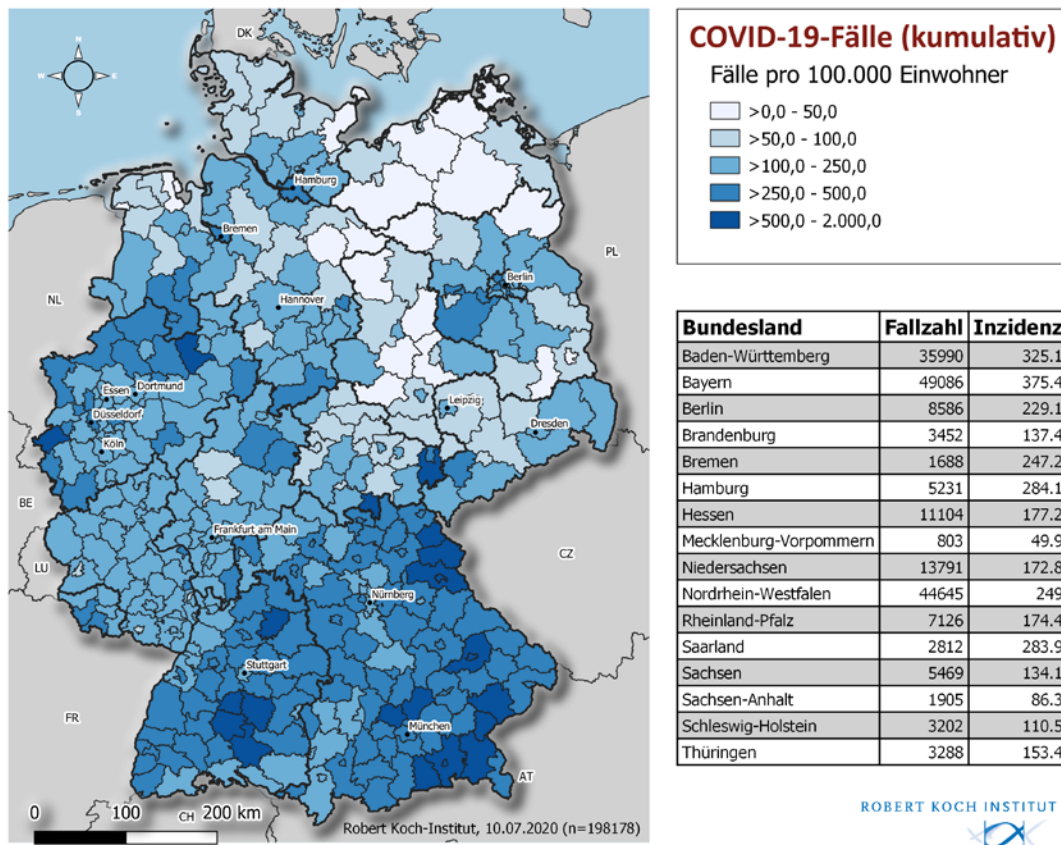 DK
N
W
E
S
Hamburg
Bremen
PL
Berlin
NL
Hannover
Essen
Dortmund
Düsseldorf
Leipzig
Dresden
Köln
BE
Frankfurt am Main
LU
CZ
Nürnberg
Stuttgart
FR
München
AT
0 100 200 km
CH
Robert Koch-Institut, 10.07.2020 (n=198178)
COVID-19-Fälle (kumulativ)
Fälle pro 100.000 Einwohner
>0,0 - 50,0
>50,0 - 100,0
>100,0 - 250,0
>250,0 - 500,0
>500,0 - 2.000,0
Bundesland Fallzahl Inzidenz
Baden-Württemberg 35990 325.1
Bayern 49086 375.4
Berlin 8586 229.1
Brandenburg 3452 137.4
Bremen 1688 247.2
Hamburg 5231 284.1
Hessen 11104 177.2
Mecklenburg-Vorpommern 803 49.9
Niedersachsen 13791 172.8
Nordrhein-Westfalen 44645 249
Rheinland-Pfalz 7126 174.4
Saarland 2812 283.9
Sachsen 5469 134.1
Sachsen-Anhalt 1905 86.3
Schleswig-Holstein 3202 110.5
Thüringen 3288 153.4
ROBERT KOCH INSTITUT